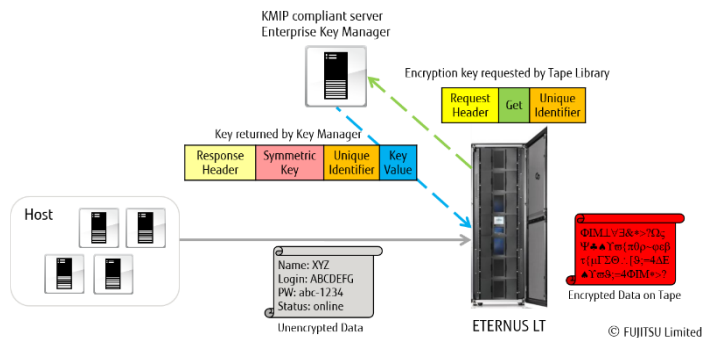 KMIP compliant server
Enterprise Key Manager
Encryption key requested by Tape Library
Request Header
Get
Unique Identifier
Key returned by Key Manager
Response Header
Symmetric Key
Unique Identifier
Key Value
Host
Name: XYZ
Login: ABCDEFG
PW: abc-1234
Status: online
Unencrypted Data
ETERNUS LT
Encrypted Data on Tape
© FUJITSU Limited